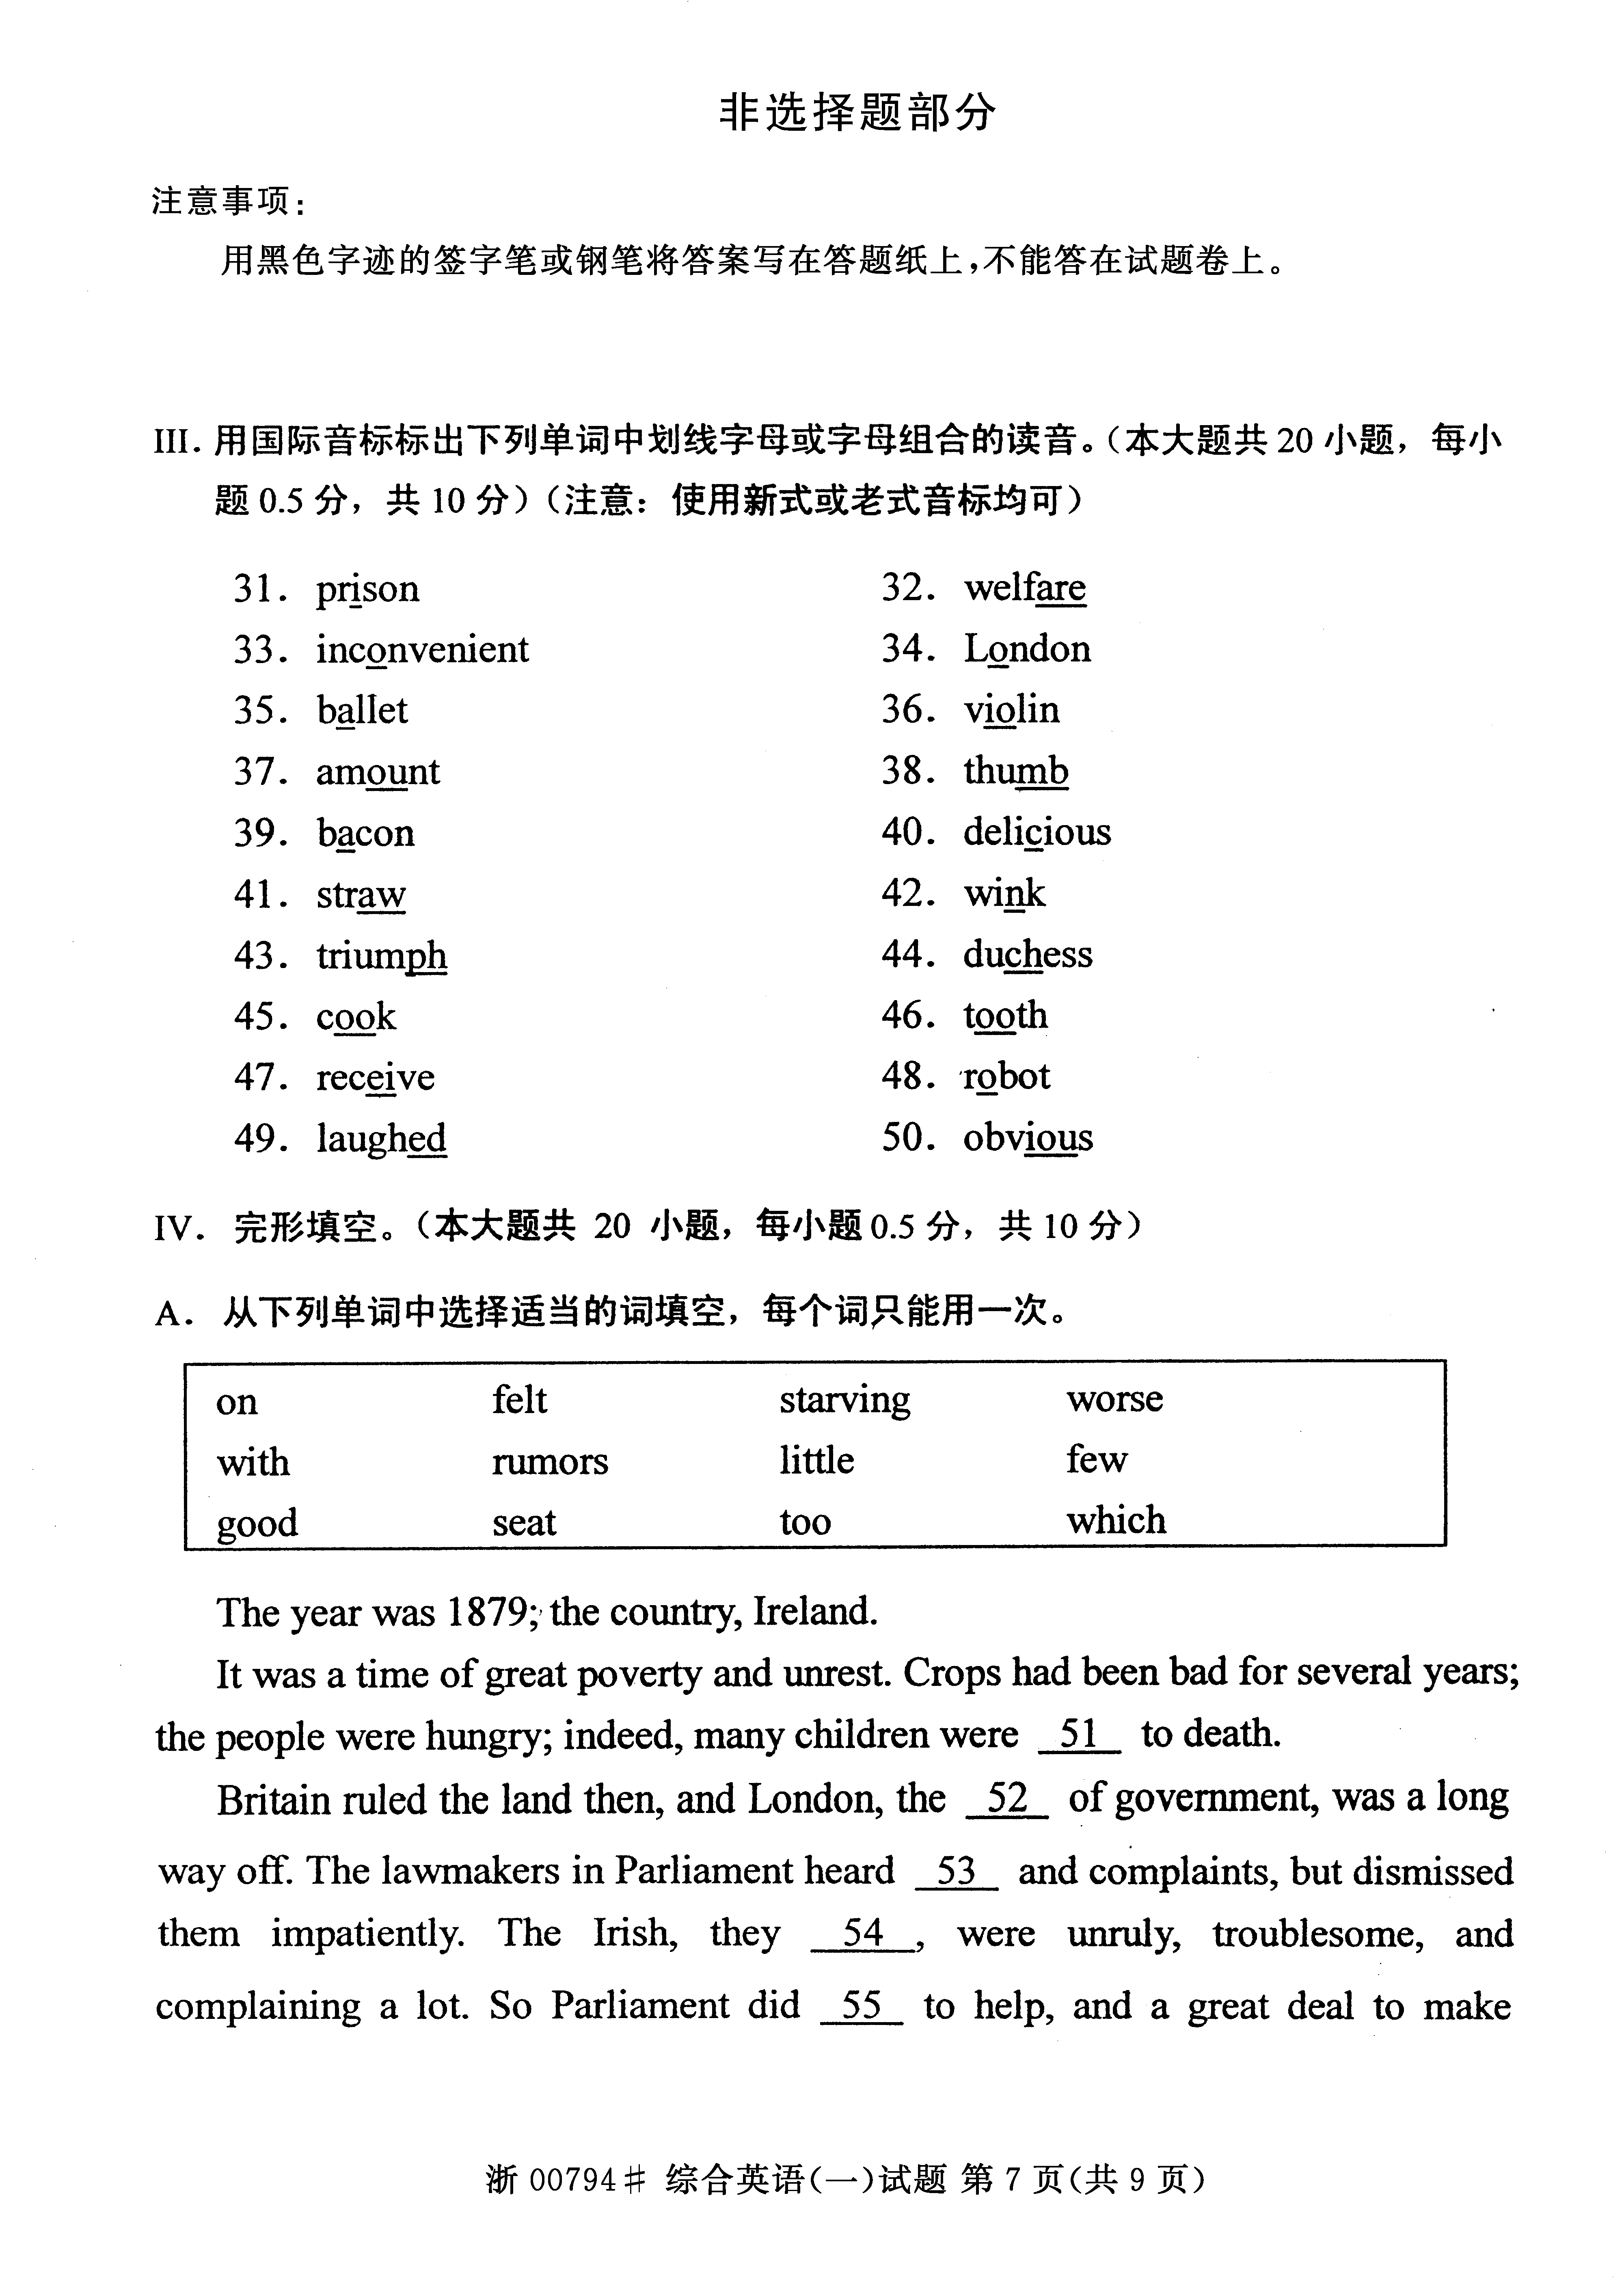 非选择题部分
注意事项:
用黑色字迹的签字笔或钢笔将答案写在答题纸上,不能答在试题卷上。
III. 用国际音标标出下列单词中划线字母或字母组合的读音。(本大题共 20 小题，每小
题 0.5 分，共 10 分)(注意：使用新式或老式音标均可)
31. prison 32. welfare
33. inconvenient 34. London
35. ballet 36. violin
37. amount 38. thumb
39. bacon 40. delicious
41. straw 42. wink
43. triumph 44. duchess
45. cook 46. tooth
47. receive 48. robot
49. laughed 50. obvious
IV. 完形填空。(本大题共 20 小题，每小题 0.5 分，共 10 分)
A. 从下列单词中选择适当的词填空，每个词只能用一次。
on felt starving worse
with rumors little few
good seat too which
The year was 1879; the country, Ireland.
It was a time of great poverty and unrest. Crops had been bad for several years;
the people were hungry; indeed, many children were 51 to death.
Britain ruled the land then, and London, the 52 of government, was a long
way off. The lawmakers in Parliament heard 53 and complaints, but dismissed
them impatiently. The Irish, they 54 , were unruly, troublesome, and
complaining a lot. So Parliament did 55 to help, and a great deal to make
浙 00794# 综合英语(一)试题 第 7 页(共 9 页)